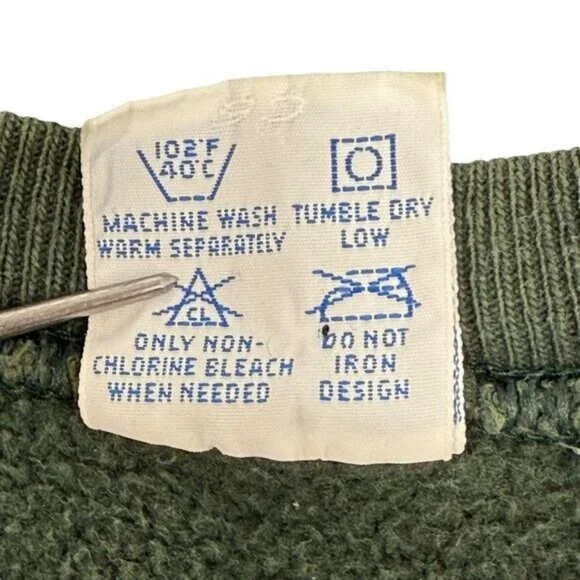 102°F
40°C
MACHINE WASH
WARM SEPARATELY
TUMBLE DRY
LOW
CL
ONLY NON-
CHLORINE BLEACH
WHEN NEEDED
DO NOT
IRON
DESIGN